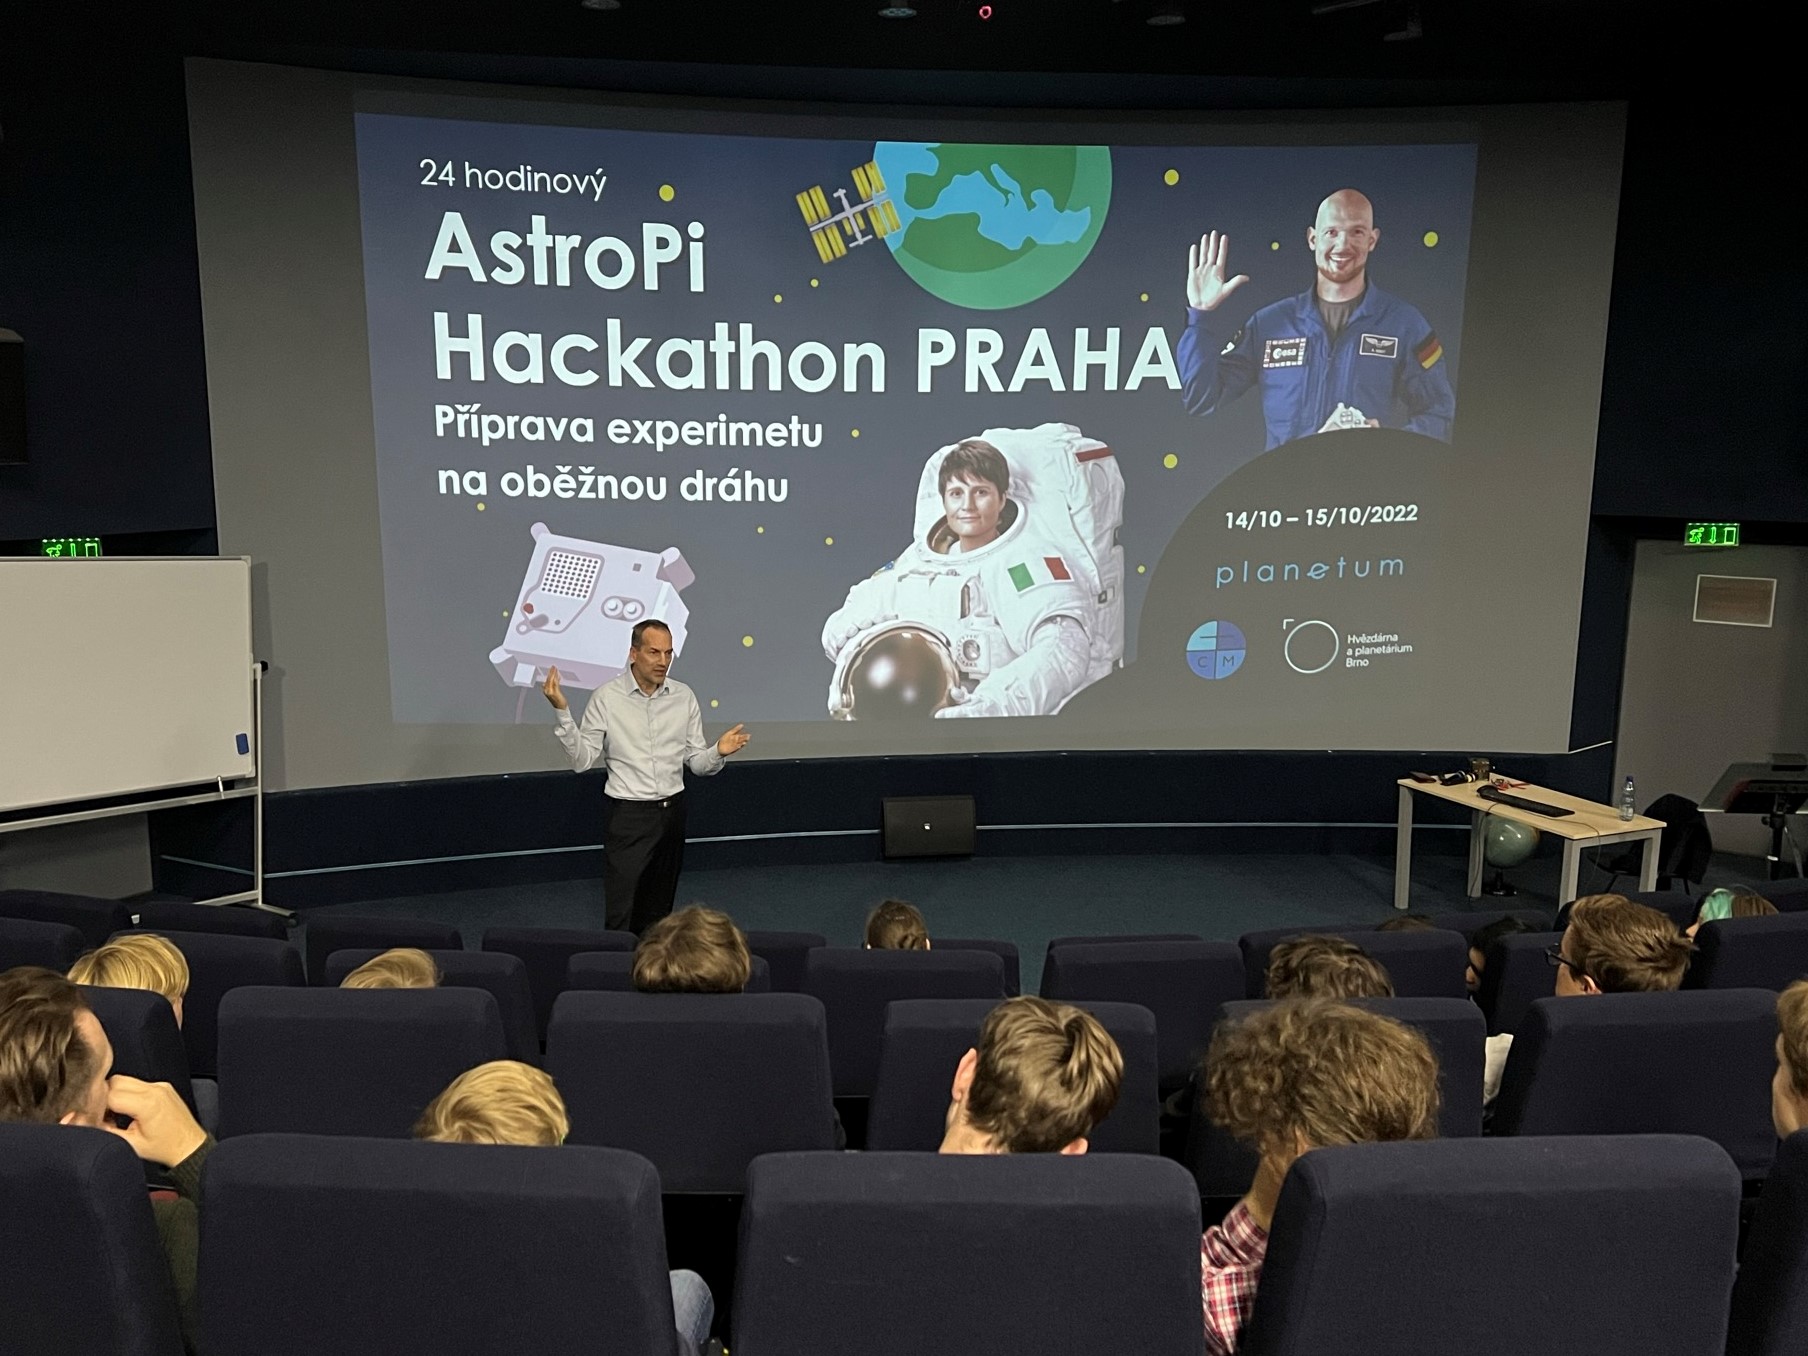 24 hodinový
AstroPi
Hackathon PRAHA
Příprava experimetu
na oběžnou dráhu
esa
14/10 – 15/10/2022
planetum
C M
Hvězdárna
a planetárium
Brno